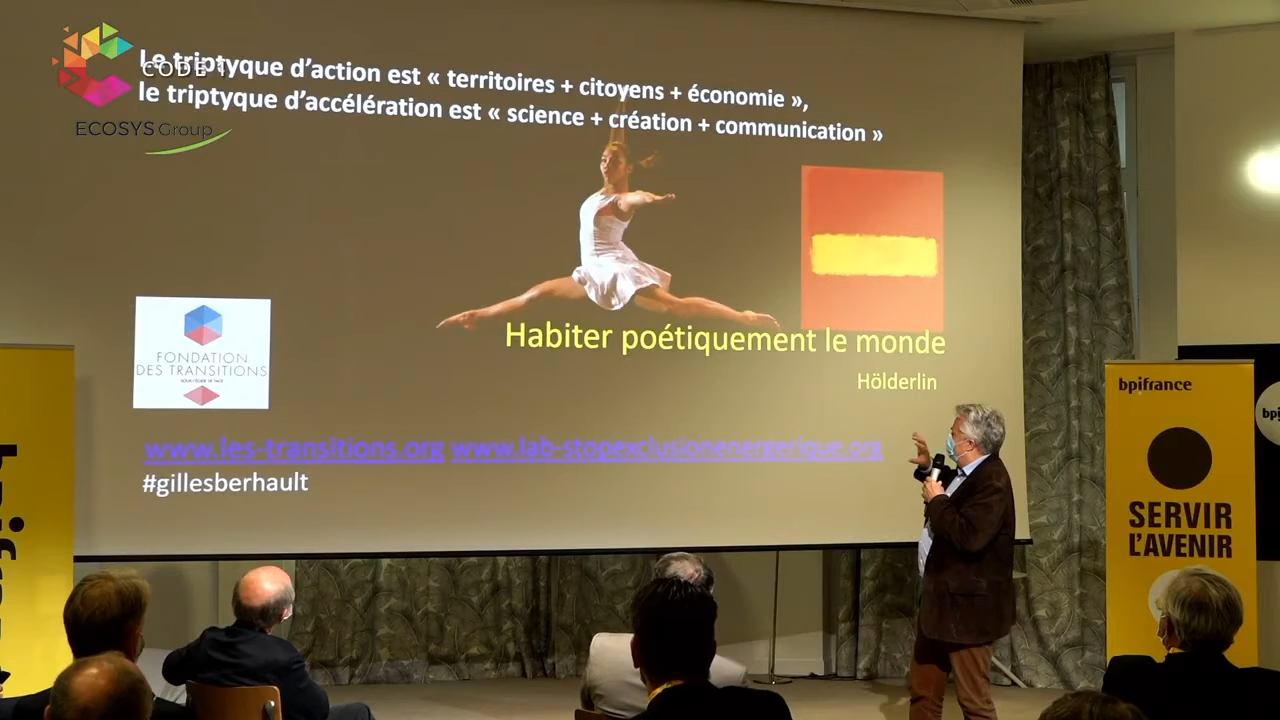 Le triptyque d'action est « territoires + citoyens + économie »,
le triptyque d'accélération est « science + création + communication »
CODE
ECOSYS Group
FONDATION
DES TRANSITIONS
Habiter poétiquement le monde
Hölderlin
www.les-transitions.org www.lab-stopexclusionenergerique.org
#gillesberhault
bpifrance
SERVIR
L'AVENIR